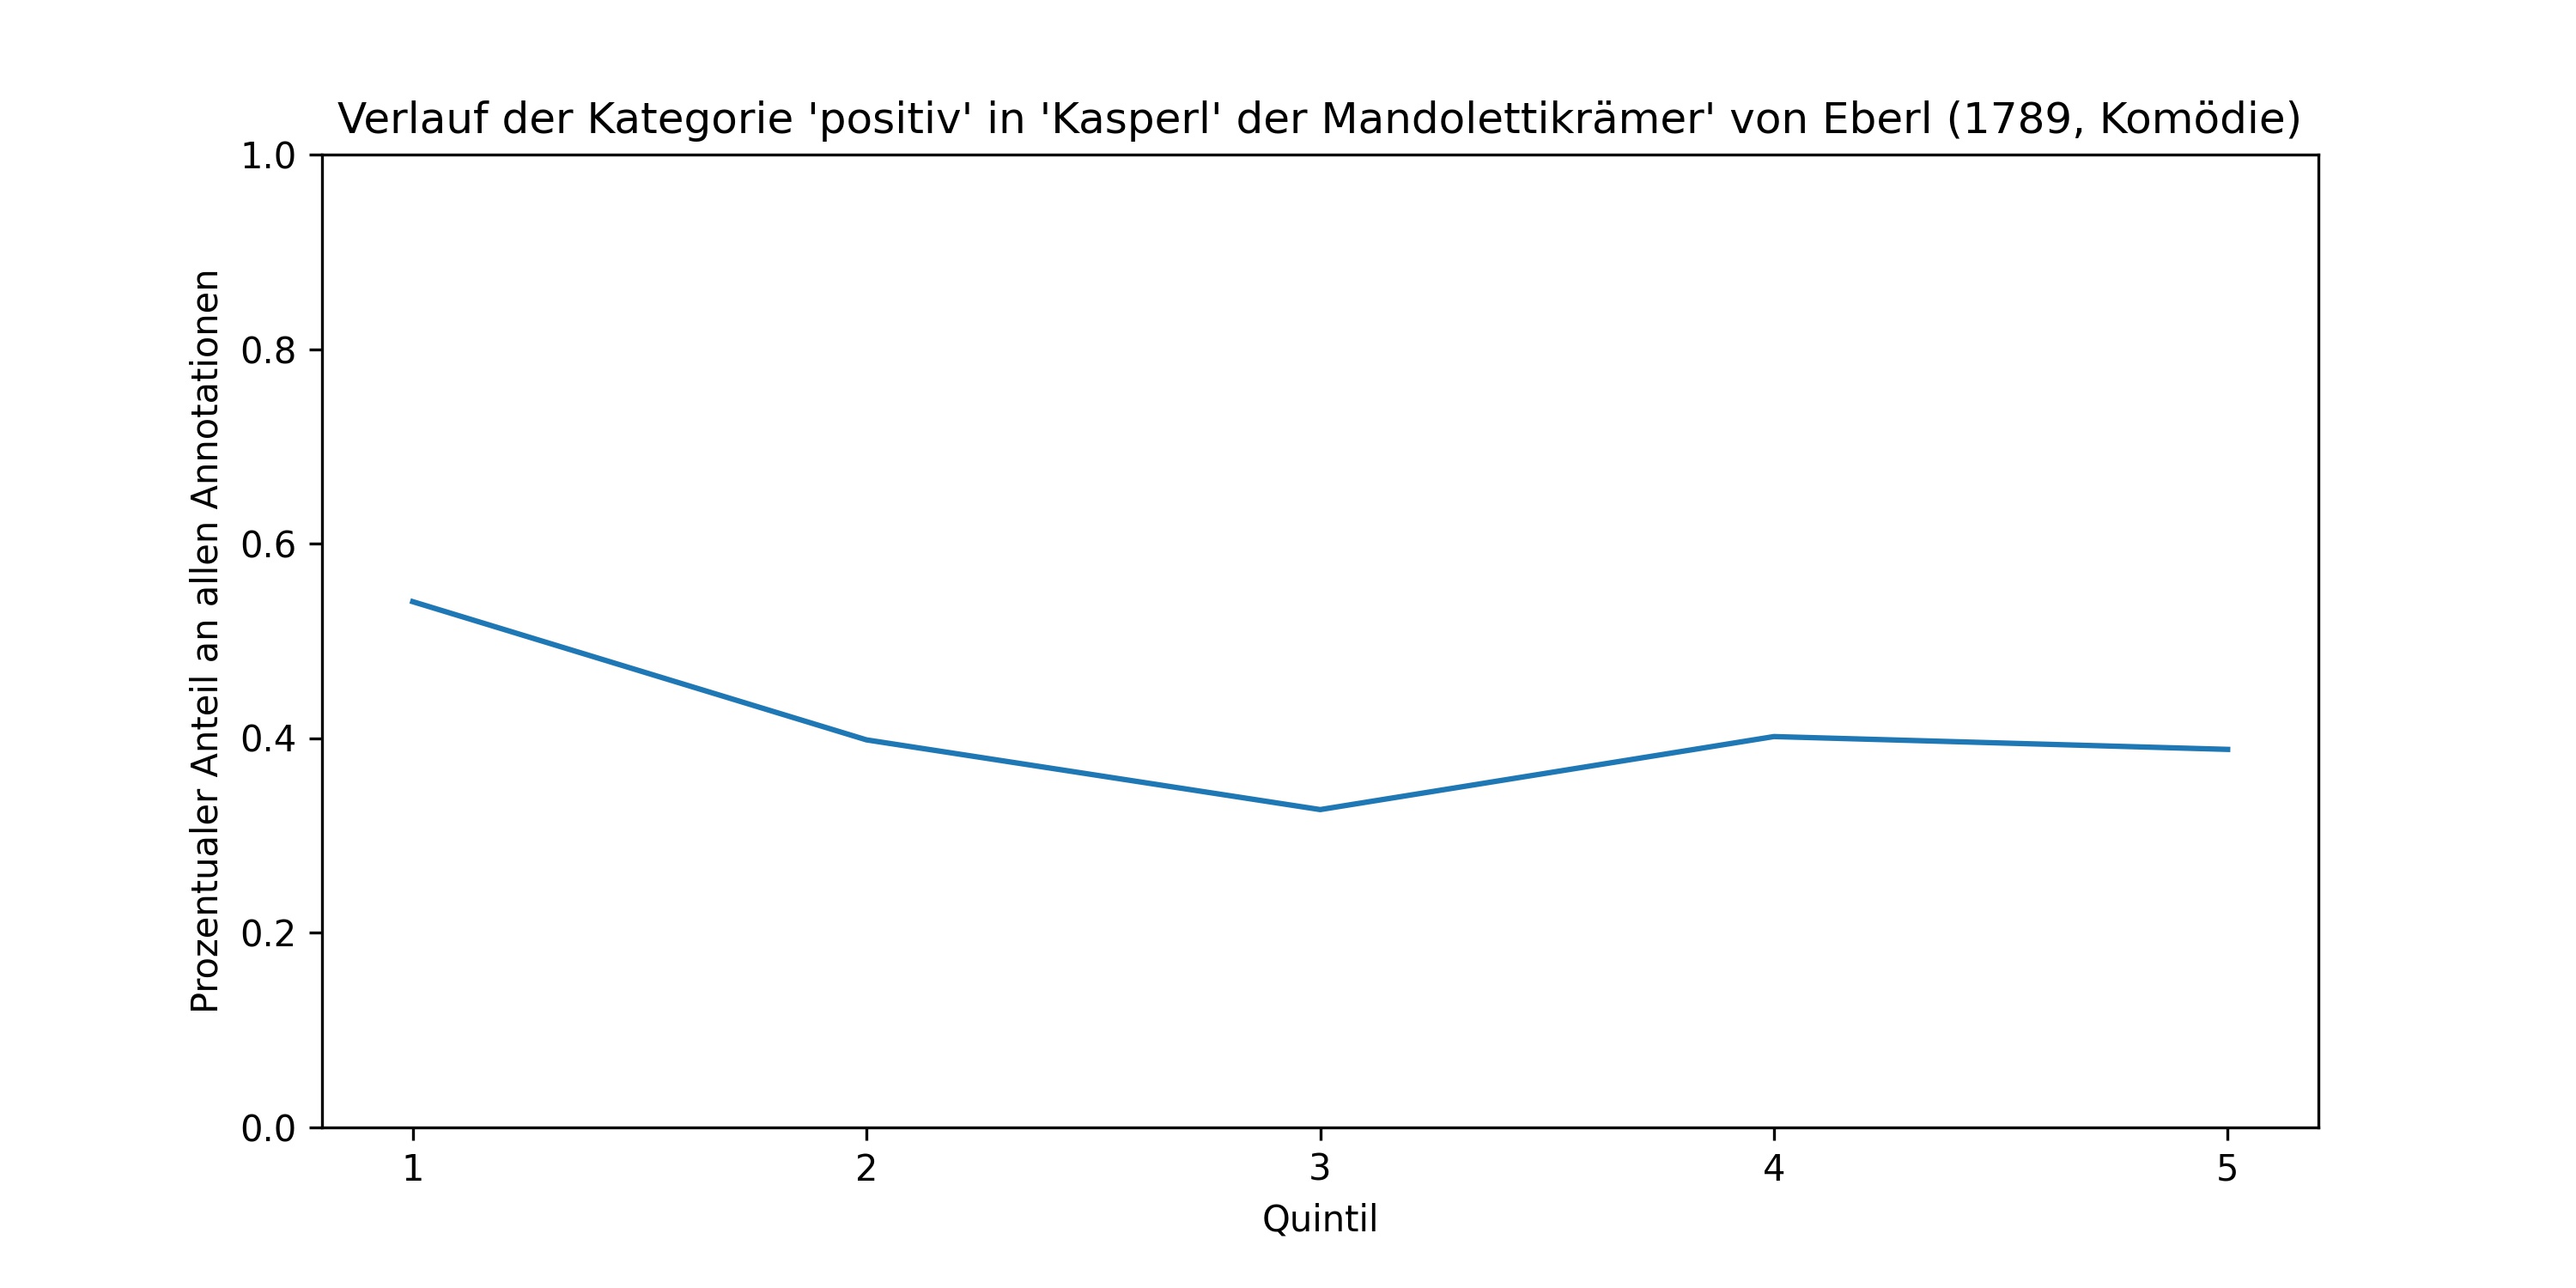 Verlauf der Kategorie 'positiv' in 'Kasperl' der Mandolettikrämer' von Eberl (1789, Komödie)
Prozentualer Anteil an allen Annotationen
1.0
0.8
0.6
0.4
0.2
0.0
1 2 3 4 5
Quintil